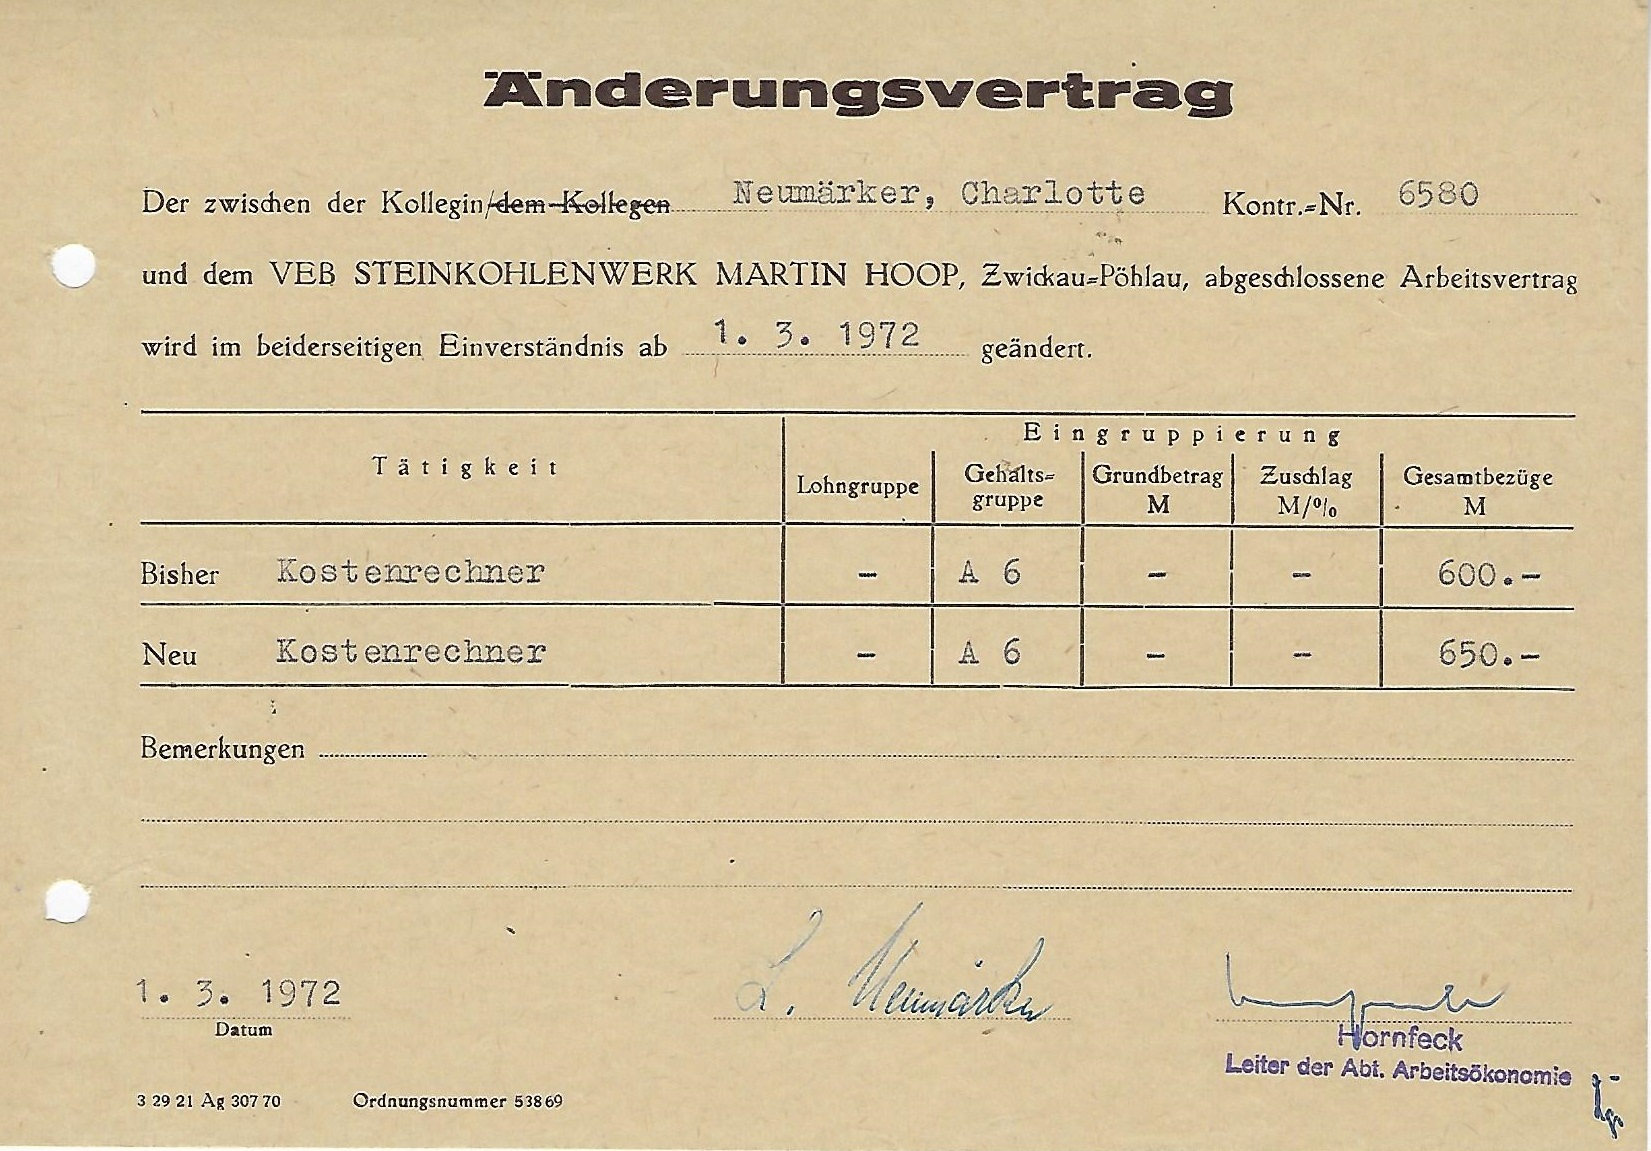 Änderungsvertrag
Der zwischen der Kollegin/dem Kollegen Neumärker, Charlotte Kontr.=Nr. 6580
und dem VEB STEINKOHLENWERK MARTIN HOOP, Zwickau=Pöhlau, abgeschlossene Arbeitsvertrag
wird im beiderseitigen Einverständnis ab 1. 3. 1972 geändert.
Eingruppierung
Tätigkeit Lohngruppe Gehalts= Grundbetrag Zuschlag Gesamtbezüge
gruppe M M/% M
Bisher Kostenrechner - A 6 - - 600.-
Neu Kostenrechner - A 6 - - 650.-
Bemerkungen
1. 3. 1972 L. Neumärker
Datum
Hornfeck
Leiter der Abt. Arbeitsökonomie
3 29 21 Ag 307 70 Ordnungsnummer 538 69